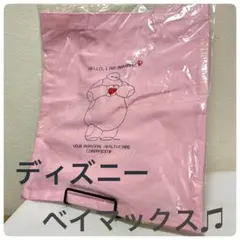 HELLO, I AM BAYMAX
YOUR PERSONAL HEALTHCARE
COMPANION
ディズニー
ベイマックス♫